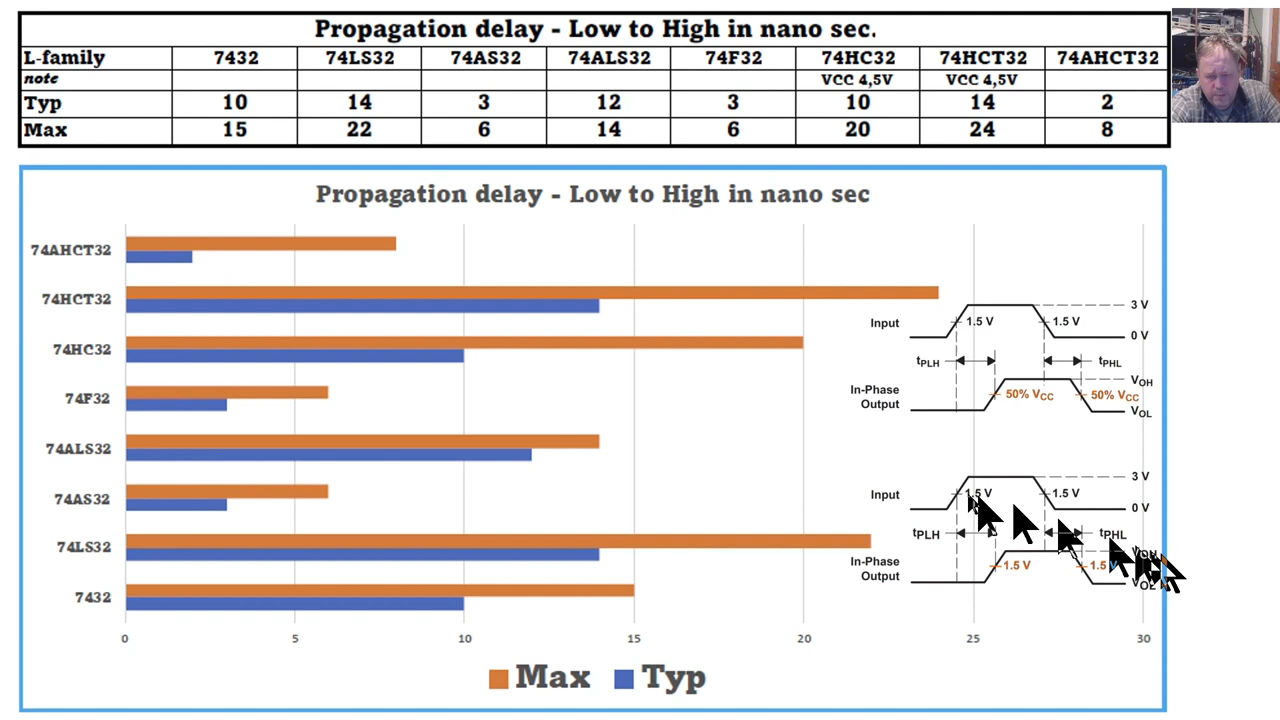 Propagation delay - Low to High in nano sec.
L-family 7432 74LS32 74AS32 74ALS32 74F32 74HC32 74HCT32 74AHCT32
note VCC 4,5V VCC 4,5V
Typ 10 14 3 12 3 10 14 2
Max 15 22 6 14 6 20 24 8
Propagation delay - Low to High in nano sec
74AHCT32
74HCT32
74HC32
74F32
74ALS32
74AS32
74LS32
7432
0 5 10 15 20 25 30
Max Typ
3 V
Input 1.5 V 1.5 V
0 V
tPLH tPHL
VOH
In-Phase
Output
50% VCC 50% VCC
VOL
3 V
Input 1.5 V 1.5 V
0 V
tPLH tPHL
VOH
In-Phase
Output
1.5 V 1.5 V
VOL